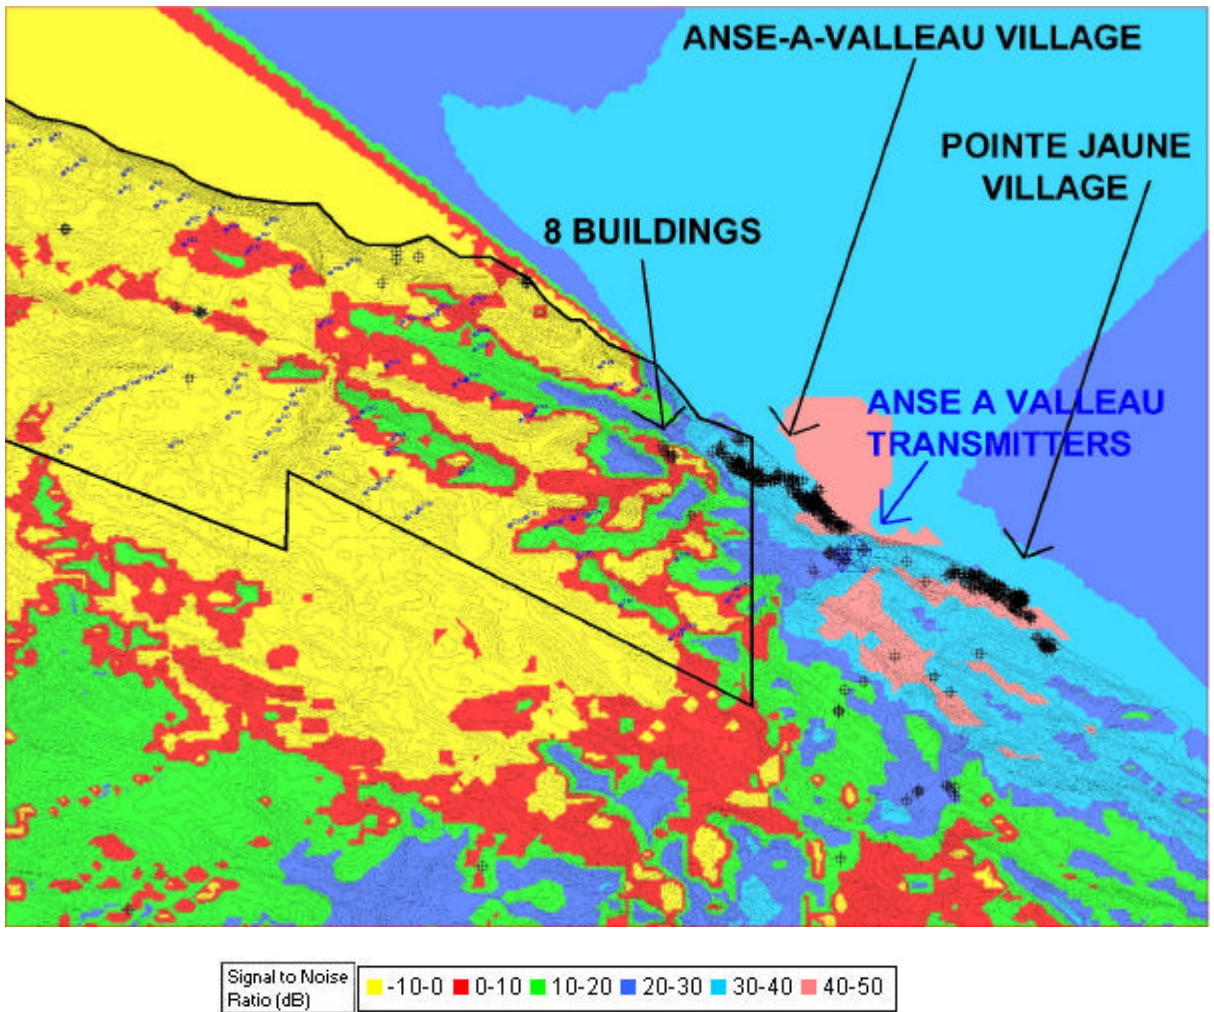 ANSE-A-VALLEAU VILLAGE
POINTE JAUNE
VILLAGE
8 BUILDINGS
ANSE A VALLEAU
TRANSMITTERS
Signal to Noise
Ratio (dB)
-10-0 0-10 10-20 20-30 30-40 40-50